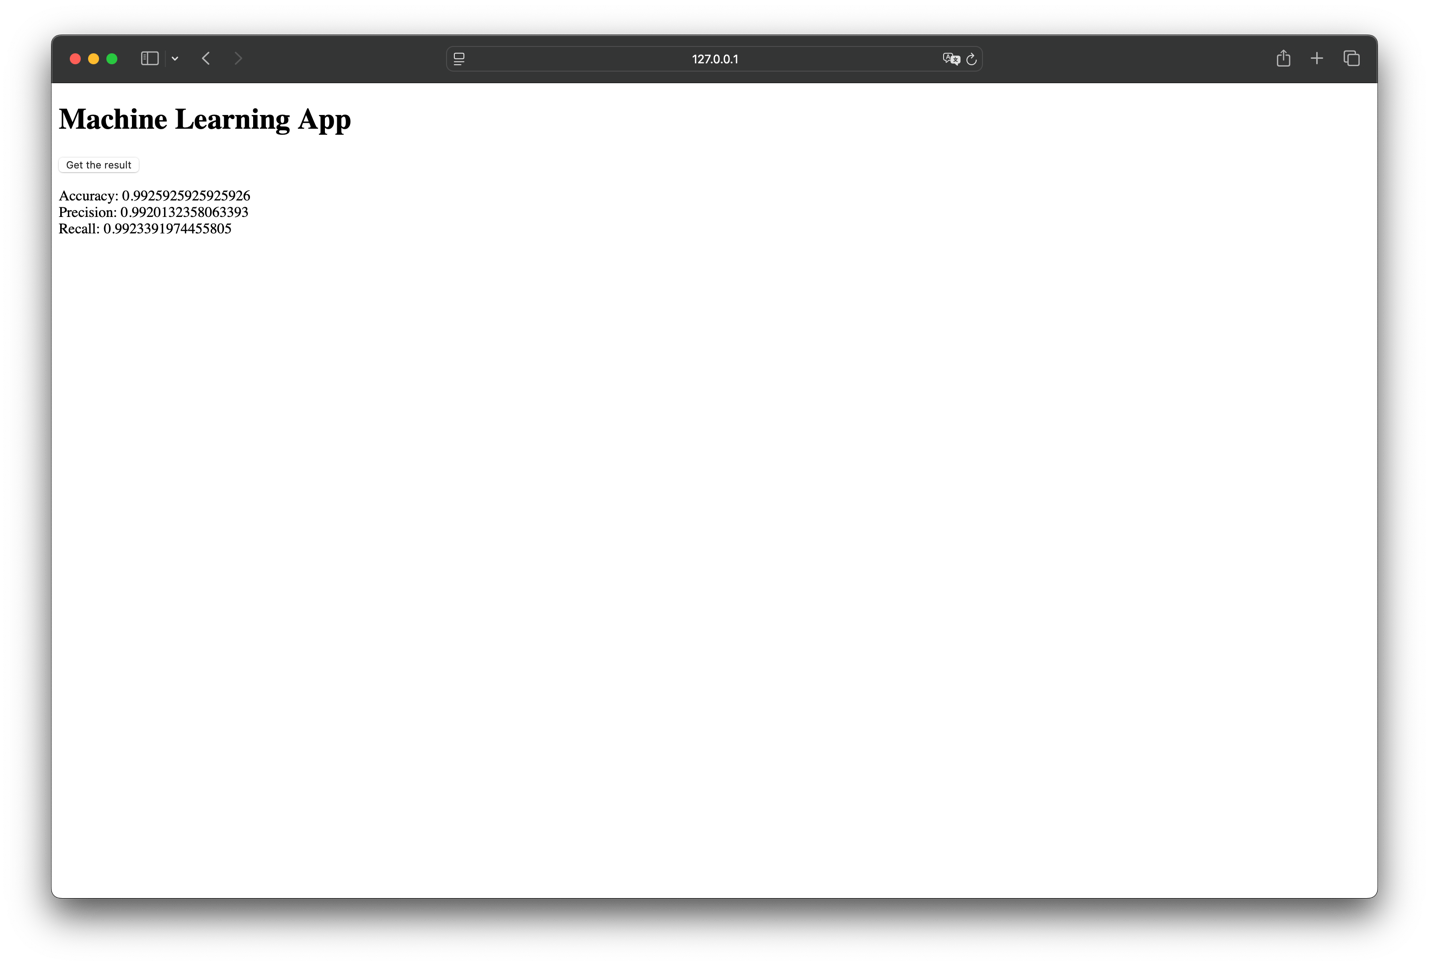 127.0.0.1
Machine Learning App
Get the result
Accuracy: 0.9925925925925926
Precision: 0.9920132358063393
Recall: 0.9923391974455805